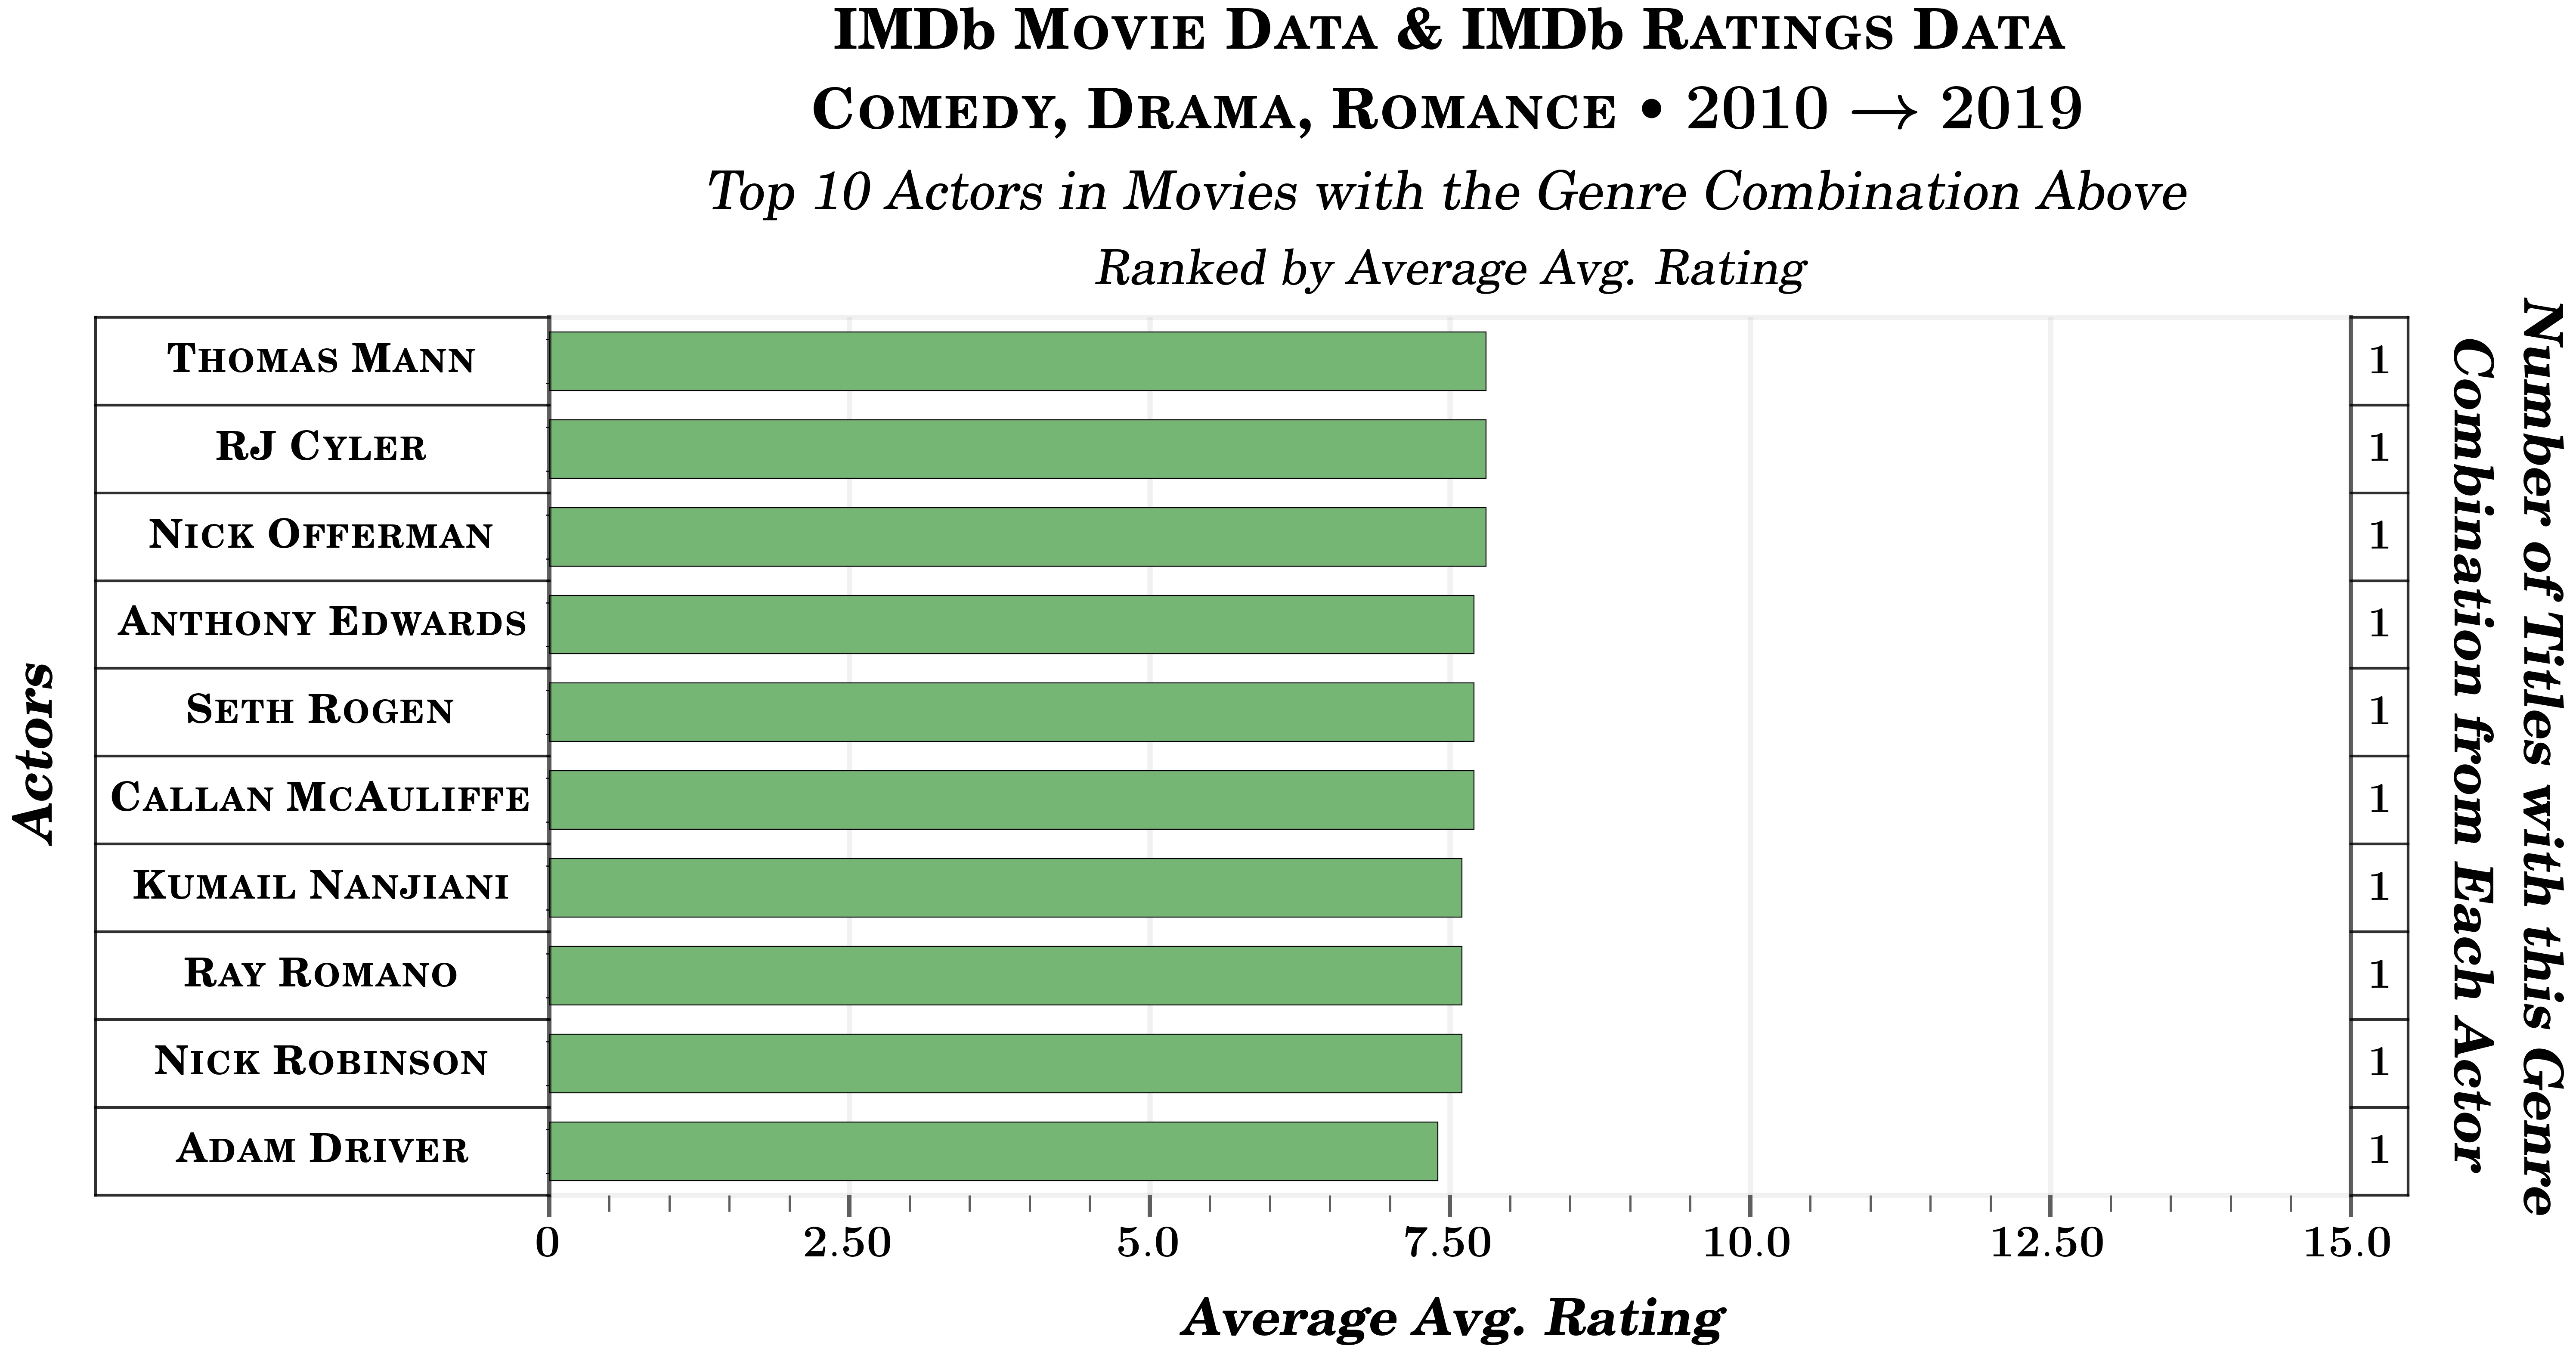 IMDb Movie Data & IMDb Ratings Data
Comedy, Drama, Romance • 2010 → 2019
Top 10 Actors in Movies with the Genre Combination Above
Ranked by Average Avg. Rating
Actors
Thomas Mann 1
RJ Cyler 1
Nick Offerman 1
Anthony Edwards 1
Seth Rogen 1
Callan McAuliffe 1
Kumail Nanjiani 1
Ray Romano 1
Nick Robinson 1
Adam Driver 1
0 2.50 5.0 7.50 10.0 12.50 15.0
Average Avg. Rating
Number of Titles with this Genre
Combination from Each Actor